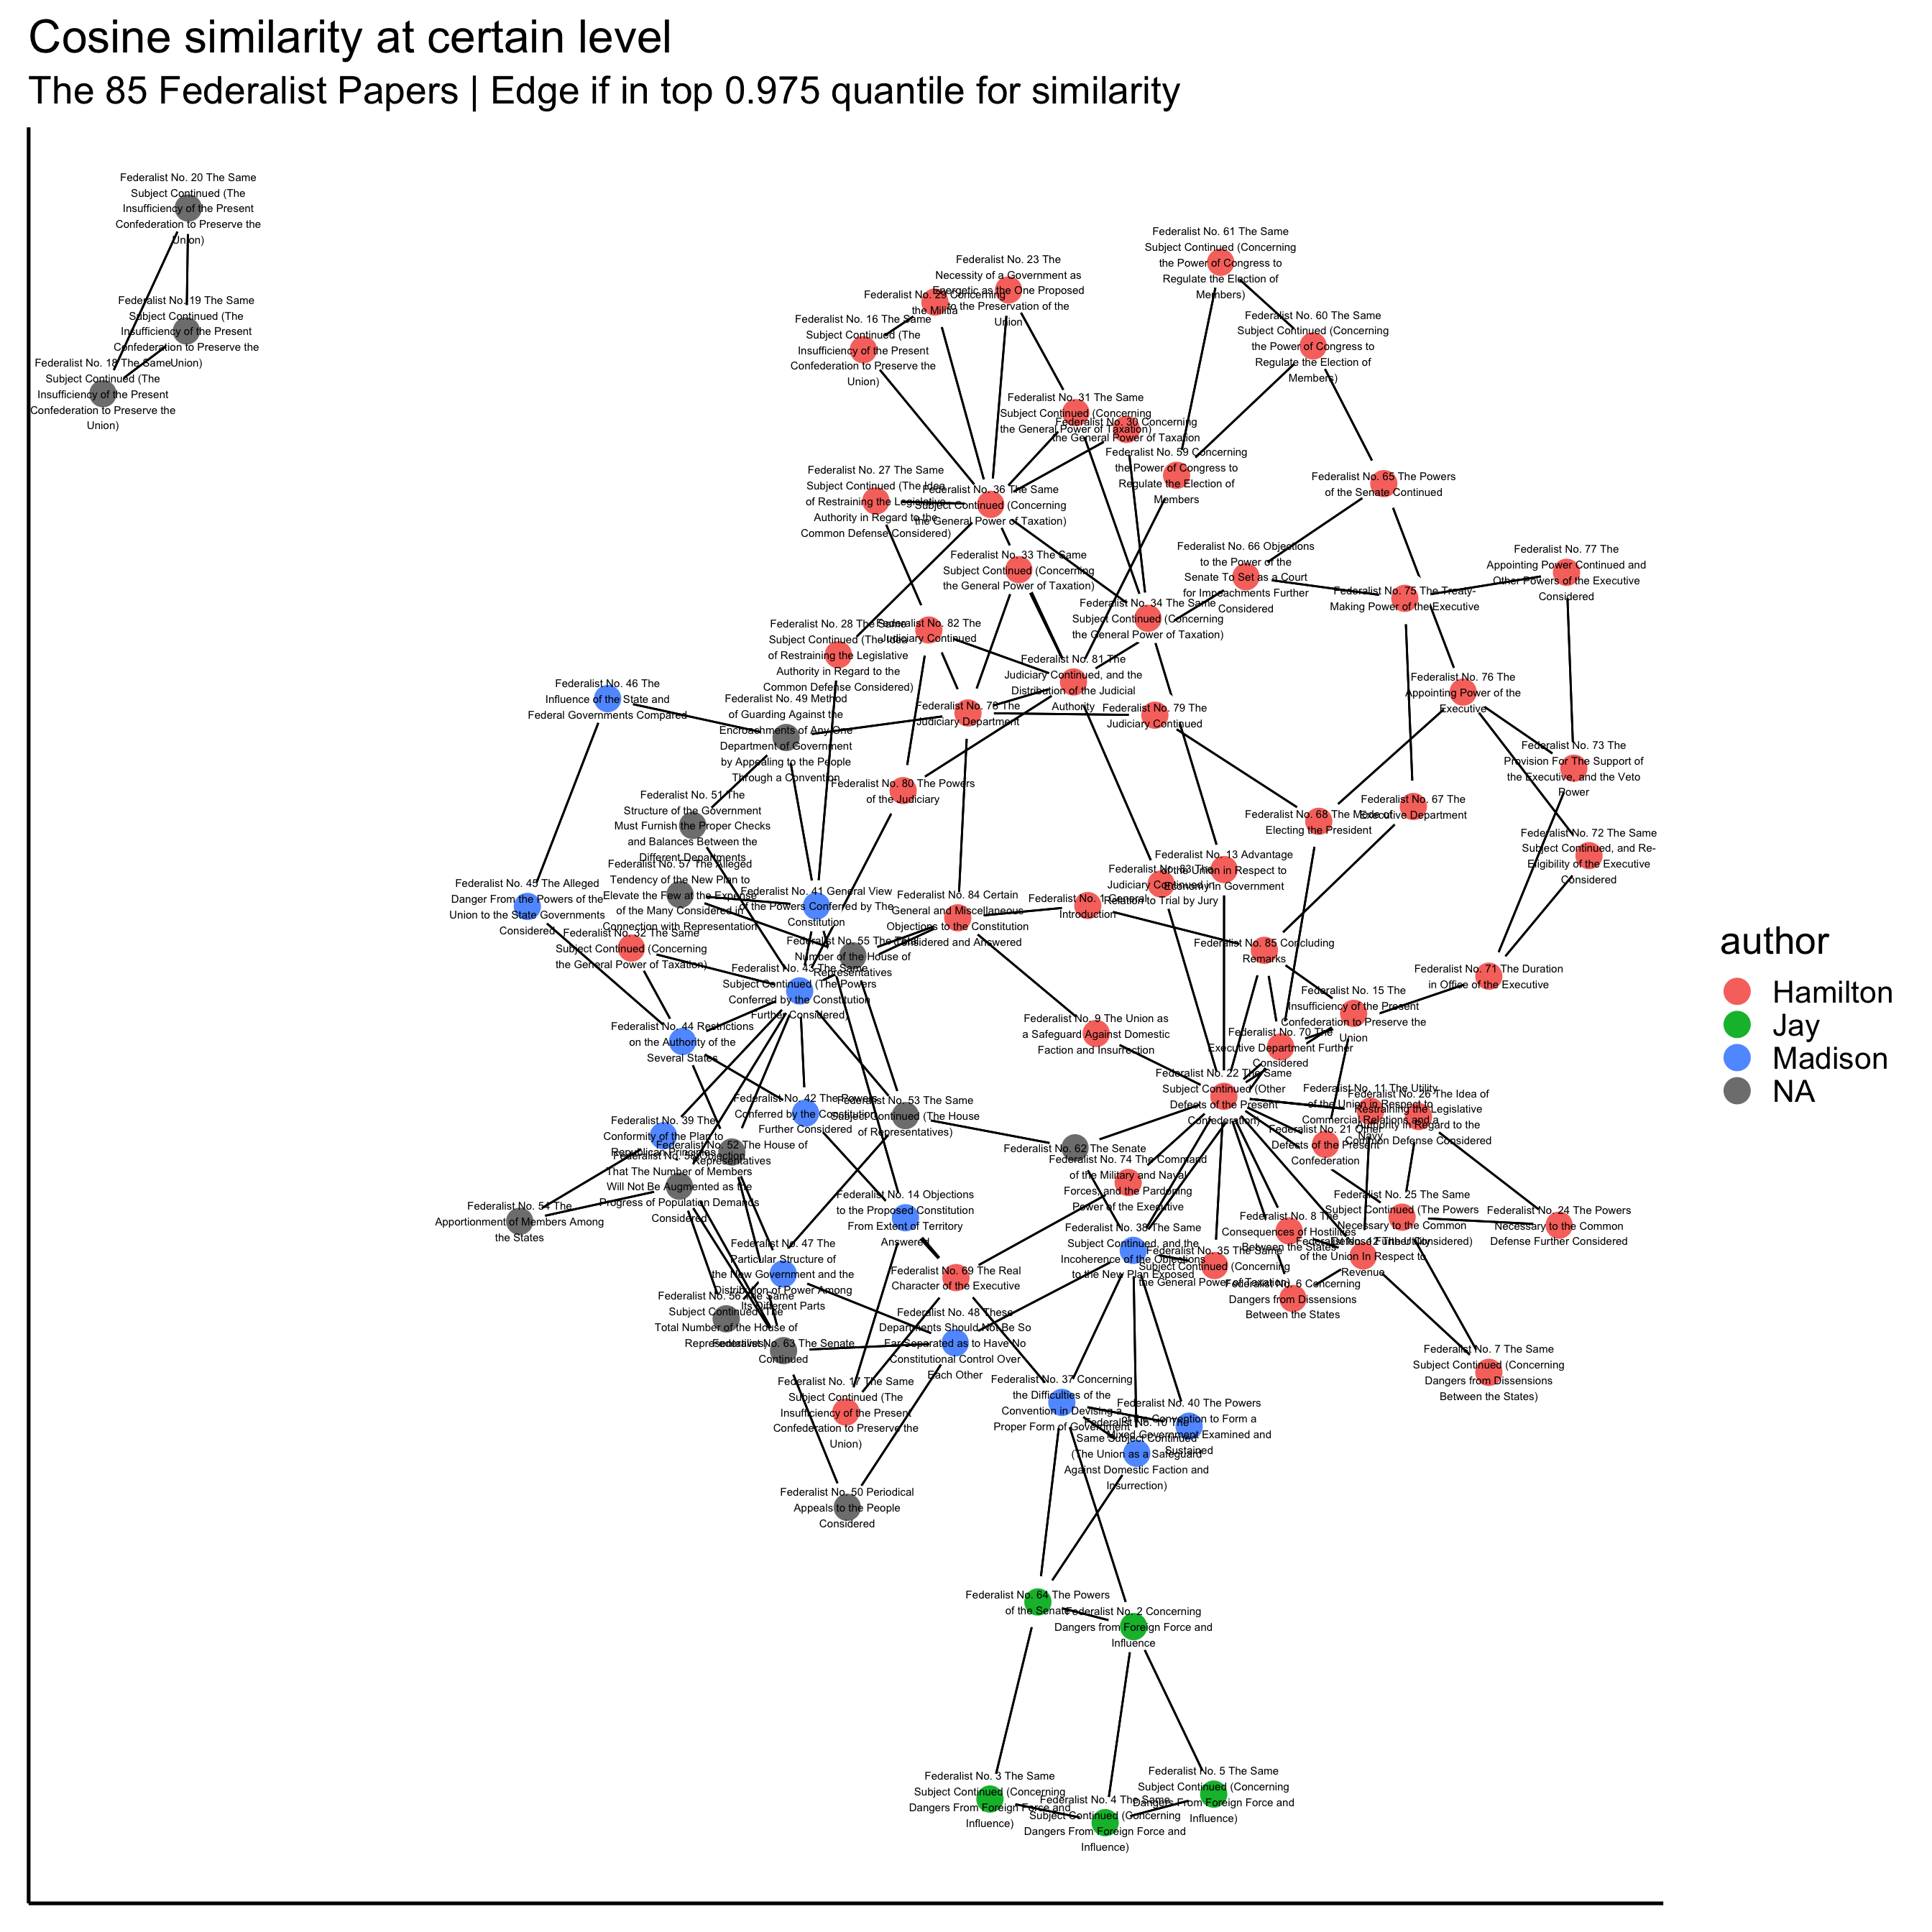 Cosine similarity at certain level
The 85 Federalist Papers | Edge if in top 0.975 quantile for similarity
Federalist No. 20 The Same
Subject Continued (The
Insufficiency of the Present
Confederation to Preserve the
Union)
Federalist No. 19 The Same
Subject Continued (The
Insufficiency of the Present
Confederation to Preserve the
Union)
Federalist No. 18 The Same
Subject Continued (The
Insufficiency of the Present
Confederation to Preserve the
Union)
Federalist No. 61 The Same
Subject Continued (Concerning
the Power of Congress to
Regulate the Election of
Members)
Federalist No. 23 The
Necessity of a Government as
Energetic as the One Proposed
to the Preservation of the
Union
Federalist No. 29 Concerning
the Militia
Federalist No. 16 The Same
Subject Continued (The
Insufficiency of the Present
Confederation to Preserve the
Union)
Federalist No. 60 The Same
Subject Continued (Concerning
the Power of Congress to
Regulate the Election of
Members)
Federalist No. 31 The Same
Subject Continued (Concerning
the General Power of Taxation)
Federalist No. 30 Concerning
the General Power of Taxation
Federalist No. 59 Concerning
the Power of Congress to
Regulate the Election of
Members
Federalist No. 65 The Powers
of the Senate Continued
Federalist No. 27 The Same
Subject Continued (The Idea
of Restraining the Legislative
Authority in Regard to the
Common Defense Considered)
Federalist No. 36 The Same
Subject Continued (Concerning
the General Power of Taxation)
Federalist No. 33 The Same
Subject Continued (Concerning
the General Power of Taxation)
Federalist No. 66 Objections
to the Power of the
Senate To Set as a Court
for Impeachments Further
Considered
Federalist No. 77 The
Appointing Power Continued and
Other Powers of the Executive
Considered
Federalist No. 75 The Treaty-
Making Power of the Executive
Federalist No. 34 The Same
Subject Continued (Concerning
the General Power of Taxation)
Federalist No. 28 The Same
Subject Continued (The Idea
of Restraining the Legislative
Authority in Regard to the
Common Defense Considered)
Federalist No. 82 The
Judiciary Continued
Federalist No. 81 The
Judiciary Continued, and the
Distribution of the Judicial
Authority
Federalist No. 46 The
Influence of the State and
Federal Governments Compared
Federalist No. 49 Method
of Guarding Against the
Encroachments of Any One
Department of Government
by Appealing to the People
Through a Convention
Federalist No. 78 The
Judiciary Department
Federalist No. 79 The
Judiciary Continued
Federalist No. 76 The
Appointing Power of the
Executive
Federalist No. 73 The
Provision For The Support of
the Executive, and the Veto
Power
Federalist No. 80 The Powers
of the Judiciary
Federalist No. 51 The
Structure of the Government
Must Furnish the Proper Checks
and Balances Between the
Different Departments
Federalist No. 68 The Mode of
Electing the President
Federalist No. 67 The
Executive Department
Federalist No. 72 The Same
Subject Continued, and Re-
Eligibility of the Executive
Considered
Federalist No. 57 The Alleged
Tendency of the New Plan to
Elevate the Few at the Expense
of the Many Considered in
Connection with Representation
Federalist No. 13 Advantage
of the Union in Respect to
Economy in Government
Federalist No. 83 The
Judiciary Continued in
Relation to Trial by Jury
Federalist No. 45 The Alleged
Danger From the Powers of the
Union to the State Governments
Considered
Federalist No. 41 General View
of the Powers Conferred by The
Constitution
Federalist No. 84 Certain
General and Miscellaneous
Objections to the Constitution
Considered and Answered
Federalist No. 1 General
Introduction
Federalist No. 32 The Same
Subject Continued (Concerning
the General Power of Taxation)
Federalist No. 55 The Total
Number of the House of
Representatives
Federalist No. 85 Concluding
Remarks
Federalist No. 43 The Same
Subject Continued (The Powers
Conferred by the Constitution
Further Considered)
Federalist No. 71 The Duration
in Office of the Executive
Federalist No. 15 The
Insufficiency of the Present
Confederation to Preserve the
Union
Federalist No. 44 Restrictions
on the Authority of the
Several States
Federalist No. 9 The Union as
a Safeguard Against Domestic
Faction and Insurrection
Federalist No. 70 The
Executive Department Further
Considered
Federalist No. 22 The Same
Subject Continued (Other
Defects of the Present
Confederation)
Federalist No. 11 The Utility
of the Union in Respect to
Commercial Relations and a
Navy
Federalist No. 26 The Idea of
Restraining the Legislative
Authority in Regard to the
Common Defense Considered
Federalist No. 42 The Powers
Conferred by the Constitution
Further Considered
Federalist No. 53 The Same
Subject Continued (The House
of Representatives)
Federalist No. 39 The
Conformity of the Plan to
Republican Principles
Federalist No. 21 Other
Defects of the Present
Confederation
Federalist No. 52 The House of
Representatives
Federalist No. 62 The Senate
Federalist No. 58 Objection
That The Number of Members
Will Not Be Augmented as the
Progress of Population Demands
Considered
Federalist No. 74 The Command
of the Military and Naval
Forces, and the Pardoning
Power of the Executive
Federalist No. 54 The
Apportionment of Members Among
the States
Federalist No. 14 Objections
to the Proposed Constitution
From Extent of Territory
Answered
Federalist No. 25 The Same
Subject Continued (The Powers
Necessary to the Common
Defense Further Considered)
Federalist No. 24 The Powers
Necessary to the Common
Defense Further Considered
Federalist No. 8 The
Consequences of Hostilities
Between the States
Federalist No. 38 The Same
Subject Continued, and the
Incoherence of the Objections
to the New Plan Exposed
Federalist No. 35 The Same
Subject Continued (Concerning
the General Power of Taxation)
Federalist No. 12 The Utility
of the Union In Respect to
Revenue
Federalist No. 47 The
Particular Structure of
the New Government and the
Distribution of Power Among
Its Different Parts
Federalist No. 69 The Real
Character of the Executive
Federalist No. 6 Concerning
Dangers from Dissensions
Between the States
Federalist No. 56 The Same
Subject Continued (The
Total Number of the House of
Representatives)
Federalist No. 48 These
Departments Should Not Be So
Far Separated as to Have No
Constitutional Control Over
Each Other
Federalist No. 63 The Senate
Continued
Federalist No. 7 The Same
Subject Continued (Concerning
Dangers from Dissensions
Between the States)
Federalist No. 17 The Same
Subject Continued (The
Insufficiency of the Present
Confederation to Preserve the
Union)
Federalist No. 37 Concerning
the Difficulties of the
Convention in Devising a
Proper Form of Government
Federalist No. 40 The Powers
of the Convention to Form a
Mixed Government Examined and
Sustained
Federalist No. 10 The
Same Subject Continued
(The Union as a Safeguard
Against Domestic Faction and
Insurrection)
Federalist No. 50 Periodical
Appeals to the People
Considered
Federalist No. 64 The Powers
of the Senate
Federalist No. 2 Concerning
Dangers from Foreign Force and
Influence
Federalist No. 3 The Same
Subject Continued (Concerning
Dangers From Foreign Force and
Influence)
Federalist No. 4 The Same
Subject Continued (Concerning
Dangers From Foreign Force and
Influence)
Federalist No. 5 The Same
Subject Continued (Concerning
Dangers From Foreign Force and
Influence)
author
Hamilton
Jay
Madison
NA